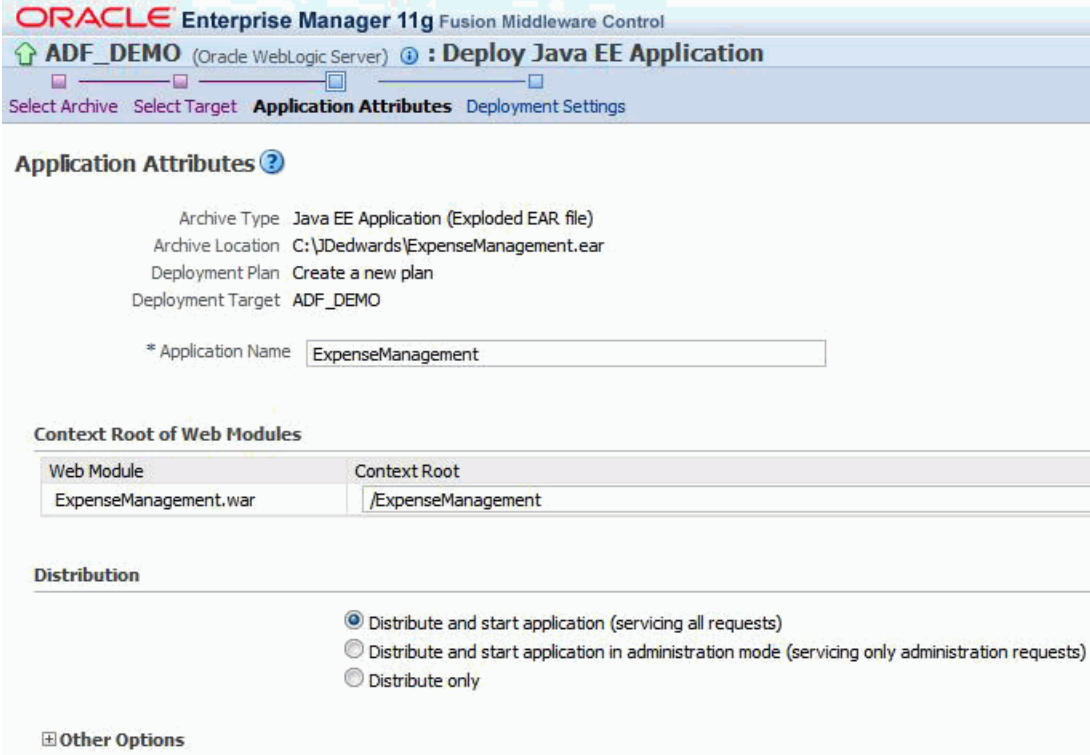 ORACLE Enterprise Manager 11g Fusion Middleware Control
ADF_DEMO (Oracle WebLogic Server) : Deploy Java EE Application
Select Archive Select Target Application Attributes Deployment Settings
Application Attributes
Archive Type Java EE Application (Exploded EAR file)
Archive Location C:\JDedwards\ExpenseManagement.ear
Deployment Plan Create a new plan
Deployment Target ADF_DEMO
* Application Name ExpenseManagement
Context Root of Web Modules
Web Module Context Root
ExpenseManagement.war /ExpenseManagement
Distribution
Distribute and start application (servicing all requests)
Distribute and start application in administration mode (servicing only administration requests)
Distribute only
Other Options